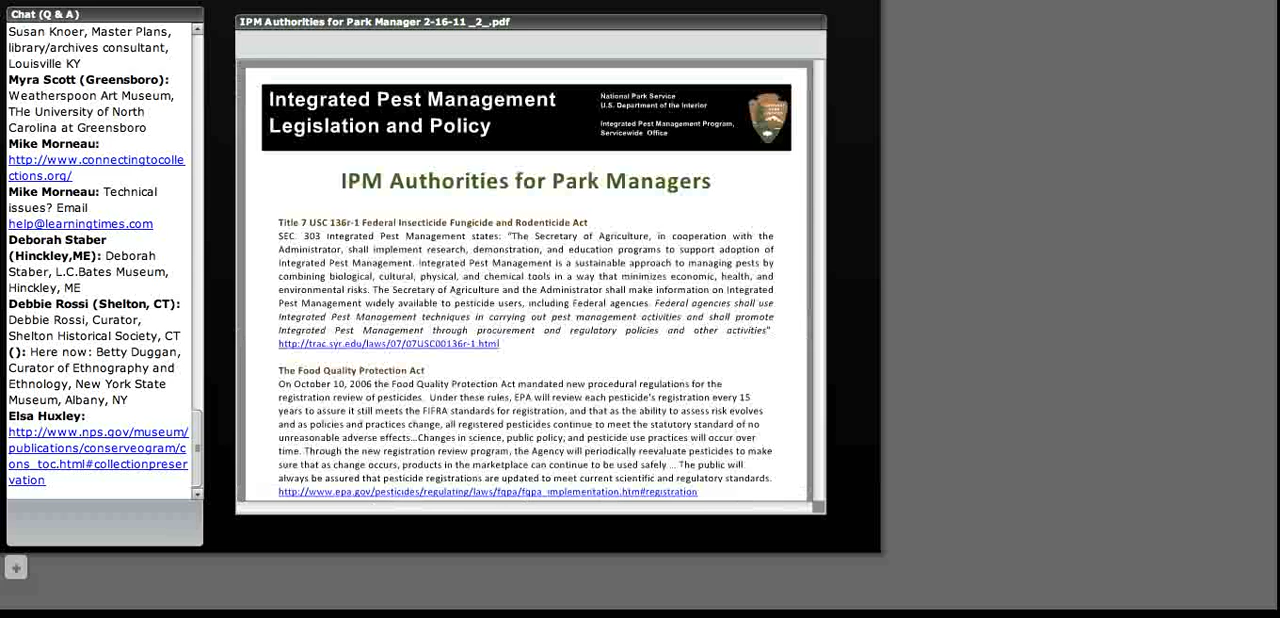 Chat (Q & A)
Susan Knoer, Master Plans,
library/archives consultant,
Louisville KY
Myra Scott (Greensboro):
Weatherspoon Art Museum,
THe University of North
Carolina at Greensboro
Mike Morneau:
http://www.connectingtocolle
ctions.org/
Mike Morneau: Technical
issues? Email
help@learningtimes.com
Deborah Staber
(Hinckley,ME): Deborah
Staber, L.C.Bates Museum,
Hinckley, ME
Debbie Rossi (Shelton, CT):
Debbie Rossi, Curator,
Shelton Historical Society, CT
(): Here now: Betty Duggan,
Curator of Ethnography and
Ethnology, New York State
Museum, Albany, NY
Elsa Huxley:
http://www.nps.gov/museum/
publications/conserveogram/c
ons_toc.html#collectionpreser
vation
IPM Authorities for Park Manager 2-16-11 _2_.pdf
Integrated Pest Management
Legislation and Policy
National Park Service
U.S. Department of the Interior
Integrated Pest Management Program,
Servicewide Office
IPM Authorities for Park Managers
Title 7 USC 136r-1 Federal Insecticide Fungicide and Rodenticide Act
SEC. 303 Integrated Pest Management states: "The Secretary of Agriculture, in cooperation with the
Administrator, shall implement research, demonstration, and education programs to support adoption of
Integrated Pest Management. Integrated Pest Management is a sustainable approach to managing pests by
combining biological, cultural, physical, and chemical tools in a way that minimizes economic, health, and
environmental risks. The Secretary of Agriculture and the Administrator shall make information on Integrated
Pest Management widely available to pesticide users, including Federal agencies. Federal agencies shall use
Integrated Pest Management techniques in carrying out pest management activities and shall promote
Integrated Pest Management through procurement and regulatory policies and other activities"
http://trac.syr.edu/laws/07/07USC00136r-1.html
The Food Quality Protection Act
On October 10, 2006 the Food Quality Protection Act mandated new procedural regulations for the
registration review of pesticides. Under these rules, EPA will review each pesticide's registration every 15
years to assure it still meets the FIFRA standards for registration, and that as the ability to assess risk evolves
and as policies and practices change, all registered pesticides continue to meet the statutory standard of no
unreasonable adverse effects...Changes in science, public policy, and pesticide use practices will occur over
time. Through the new registration review program, the Agency will periodically reevaluate pesticides to make
sure that as change occurs, products in the marketplace can continue to be used safely ... The public will
always be assured that pesticide registrations are updated to meet current scientific and regulatory standards.
http://www.epa.gov/pesticides/regulating/laws/fqpa/fqpa_implementation.htm#registration